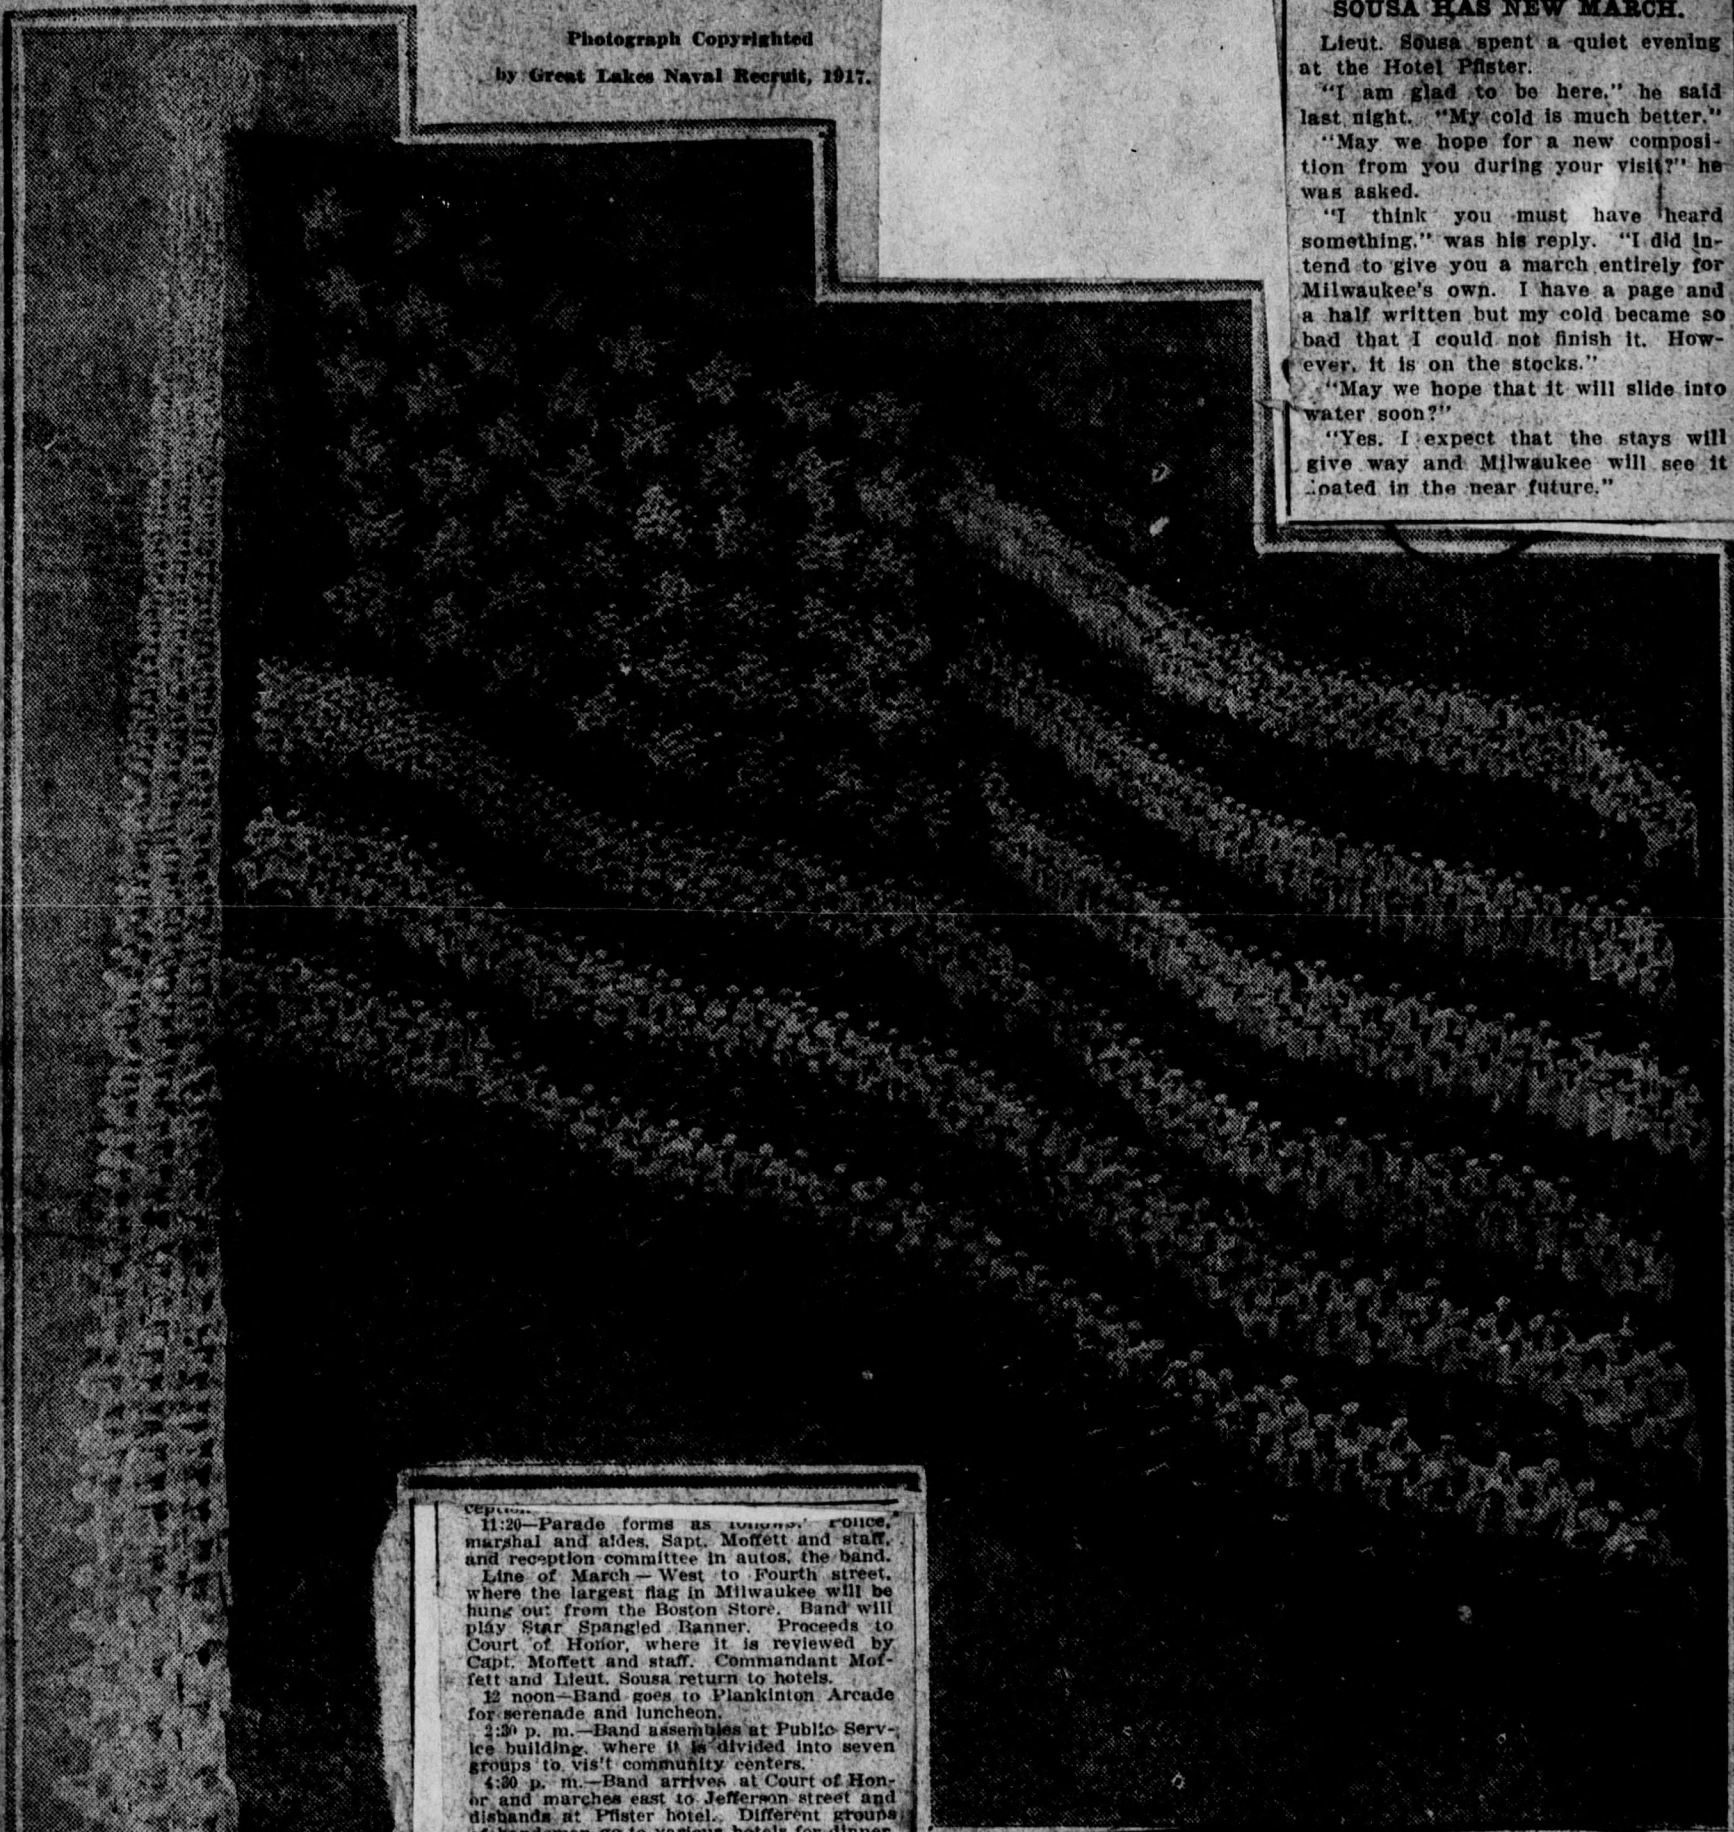 Photograph Copyrighted
by Great Lakes Naval Recruit, 1917.
SOUSA HAS NEW MARCH.
Lieut. Sousa spent a quiet evening
at the Hotel Pfister.
"I am glad to be here," he said
last night. "My cold is much better."
"May we hope for a new composi-
tion from you during your visit?" he
was asked.
"I think you must have heard
something," was his reply. "I did in-
tend to give you a march entirely for
Milwaukee's own. I have a page and
a half written but my cold became so
bad that I could not finish it. How-
ever, it is on the stocks."
"May we hope that it will slide into
water soon?"
"Yes. I expect that the stays will
give way and Milwaukee will see it
oated in the near future."
11:20—Parade forms as follows: Police,
marshal and aides, Sapt. Moffett and staff,
and reception committee in autos, the band.
Line of March—West to Fourth street,
where the largest flag in Milwaukee will be
hung out from the Boston Store. Band will
play Star Spangled Banner. Proceeds to
Court of Honor, where it is reviewed by
Capt. Moffett and staff. Commandant Mof-
fett and Lieut. Sousa return to hotels.
12 noon—Band goes to Plankinton Arcade
for serenade and luncheon.
2:30 p. m.—Band assembles at Public Serv-
ice building, where it is divided into seven
groups to vis't community centers.
4:30 p. m.—Band arrives at Court of Hon-
or and marches east to Jefferson street and
disbands at Pfister hotel. Different groups